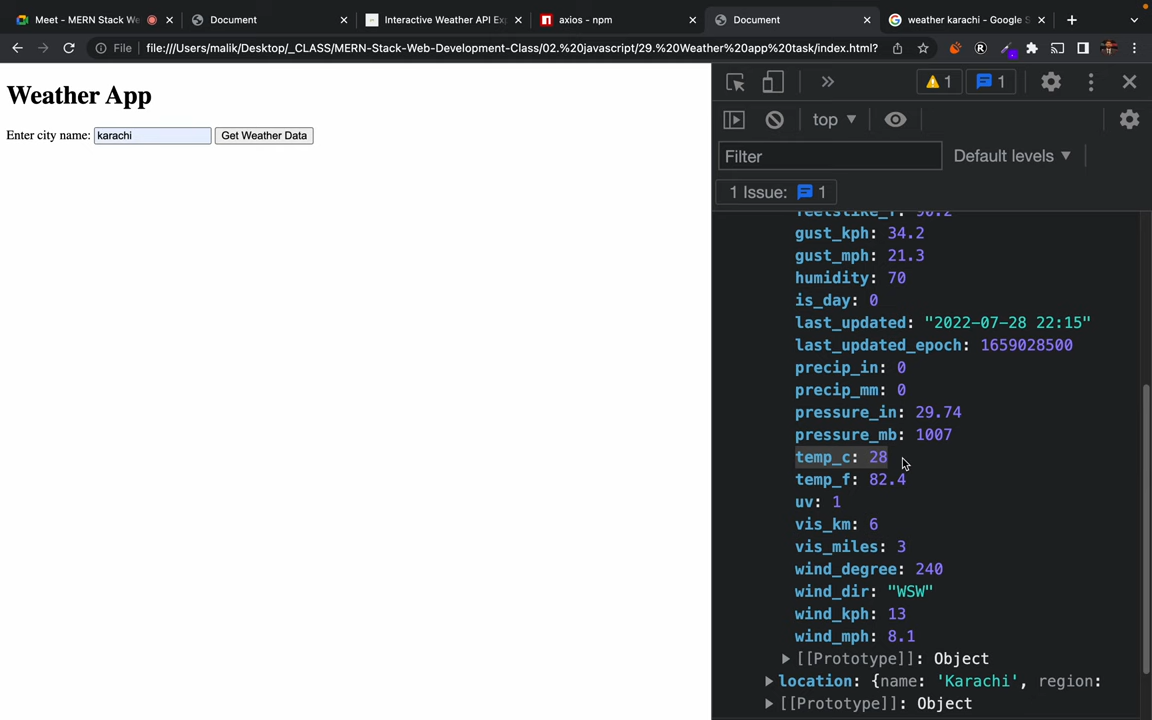 Meet - MERN Stack We
Document
Interactive Weather API Ex
axios - npm
Document
weather karachi - Google S
File
file:///Users/malik/Desktop/_CLASS/MERN-Stack-Web-Development-Class/02.%20javascript/29.%20Weather%20app%20task/index.html?
Weather App
Enter city name: karachi Get Weather Data
1
1
top
Filter
Default levels
1 Issue: 1
feelslike_f: 90.2
gust_kph: 34.2
gust_mph: 21.3
humidity: 70
is_day: 0
last_updated: "2022-07-28 22:15"
last_updated_epoch: 1659028500
precip_in: 0
precip_mm: 0
pressure_in: 29.74
pressure_mb: 1007
temp_c: 28
temp_f: 82.4
uv: 1
vis_km: 6
vis_miles: 3
wind_degree: 240
wind_dir: "WSW"
wind_kph: 13
wind_mph: 8.1
[[Prototype]]: Object
location: {name: 'Karachi', region:
[[Prototype]]: Object